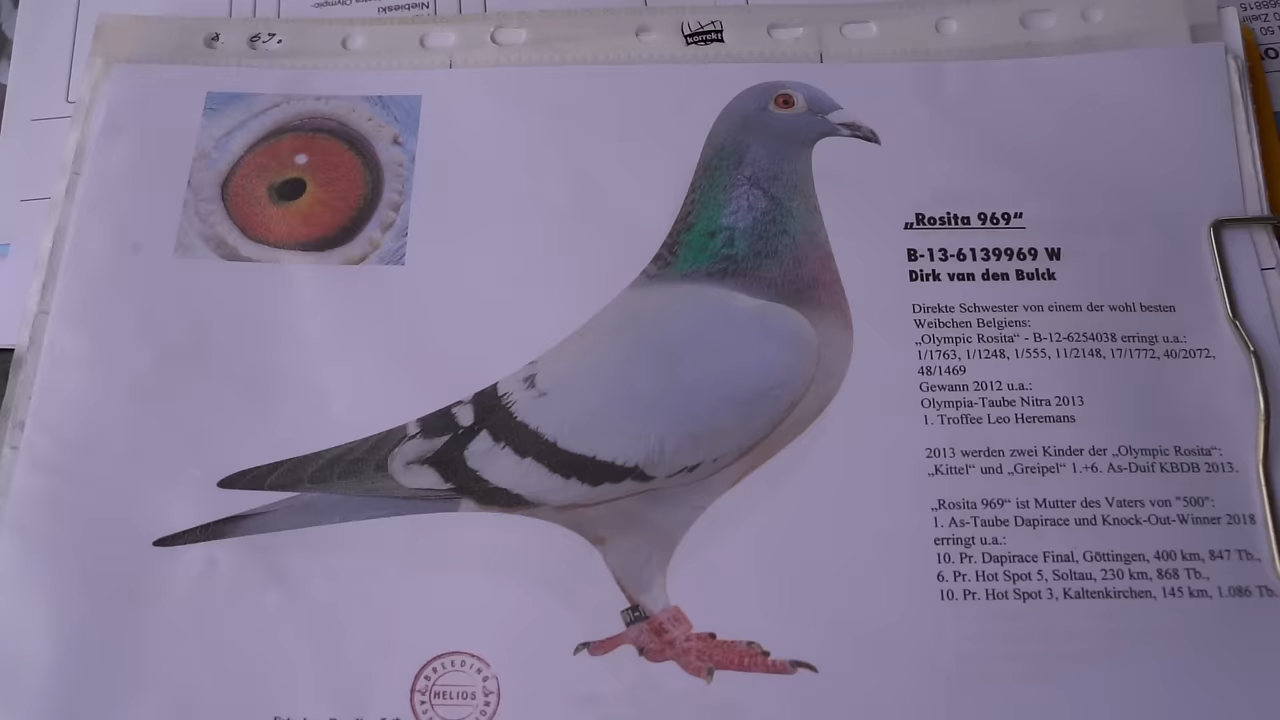 Niebieski
korrekt
69.
„Rosita 969“
B-13-6139969 W
Dirk van den Bulck
Direkte Schwester von einem der wohl besten
Weibchen Belgiens:
„Olympic Rosita“ - B-12-6254038 erringt u.a.:
1/1763, 1/1248, 1/555, 11/2148, 17/1772, 40/2072,
48/1469
Gewann 2012 u.a.:
Olympia-Taube Nitra 2013
1. Troffee Leo Heremans
2013 werden zwei Kinder der „Olympic Rosita“:
„Kittel“ und „Greipel“ 1.+6. As-Duif KBDB 2013.
„Rosita 969“ ist Mutter des Vaters von "500":
1. As-Taube Dapirace und Knock-Out-Winner 2018
erringt u.a.:
10. Pr. Dapirace Final, Göttingen, 400 km, 847 Tb.,
6. Pr. Hot Spot 5, Soltau, 230 km, 868 Tb.,
10. Pr. Hot Spot 3, Kaltenkirchen, 145 km, 1.086 Tb.
BREEDING
HELIOS